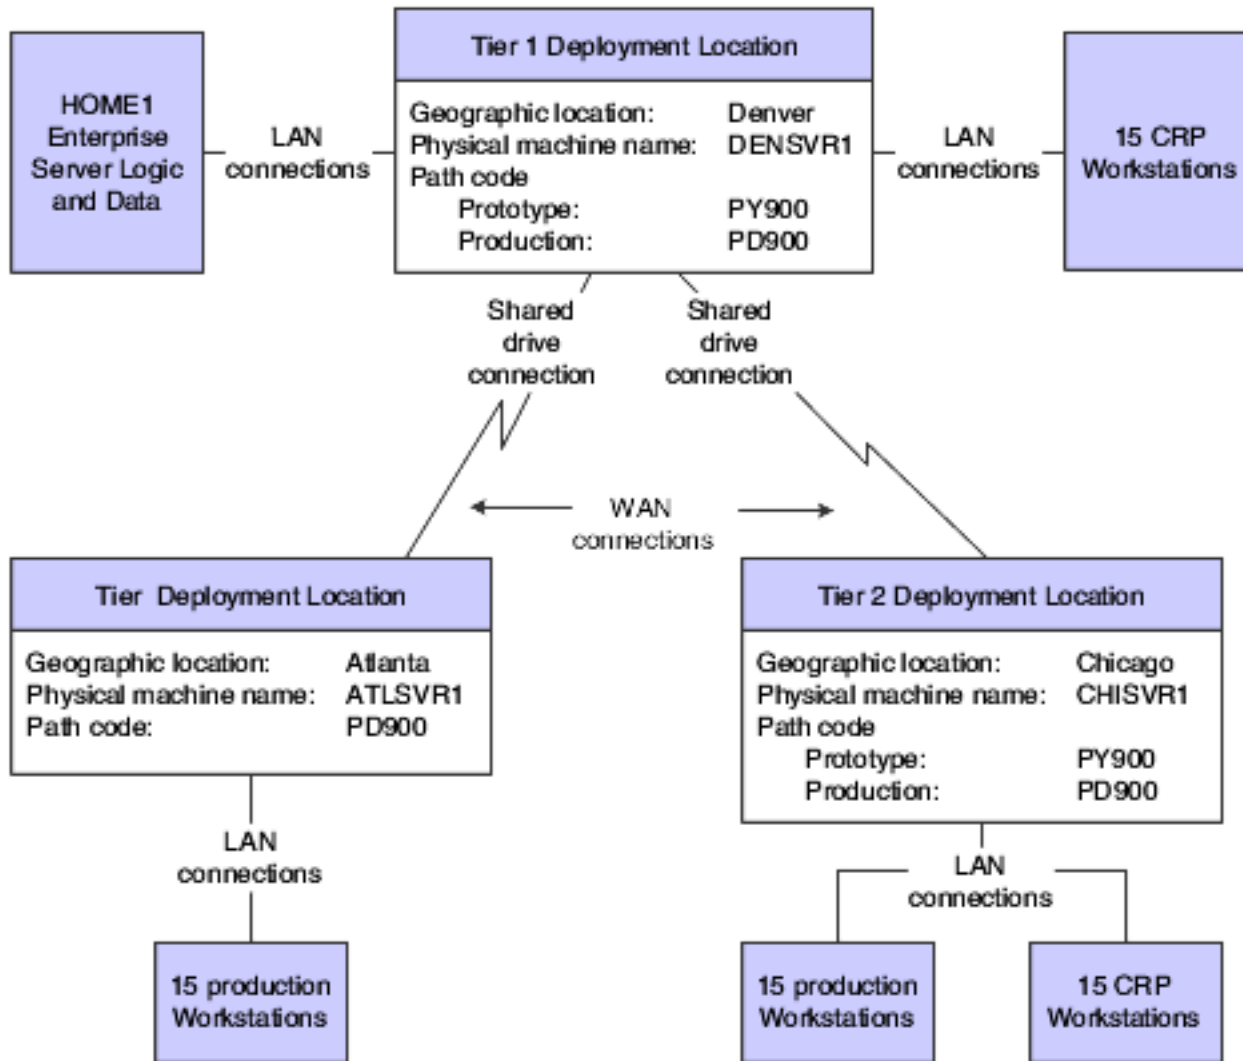 Tier 1 Deployment Location
HOME1
Enterprise
Server Logic
and Data
LAN
connections
Geographic location: Denver
Physical machine name: DENSVR1
Path code
Prototype: PY900
Production: PD900
LAN
connections
15 CRP
Workstations
Shared
drive
connection
Shared
drive
connection
WAN
connections
Tier Deployment Location
Geographic location: Atlanta
Physical machine name: ATLSVR1
Path code: PD900
LAN
connections
15 production
Workstations
Tier 2 Deployment Location
Geographic location: Chicago
Physical machine name: CHISVR1
Path code
Prototype: PY900
Production: PD900
LAN
connections
15 production
Workstations
15 CRP
Workstations